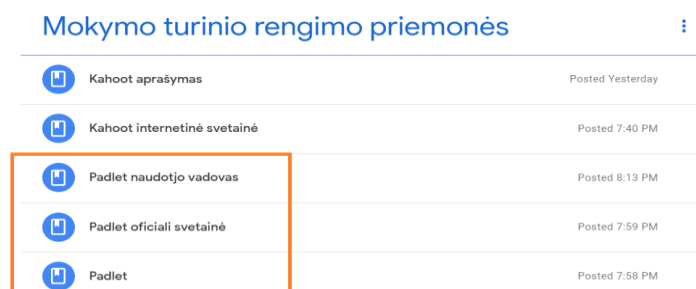 Mokymo turinio rengimo priemonės
Kahoot aprašymas Posted Yesterday
Kahoot internetinė svetainė Posted 7:40 PM
Padlet naudotjo vadovas Posted 8:13 PM
Padlet oficiali svetainė Posted 7:59 PM
Padlet Posted 7:58 PM